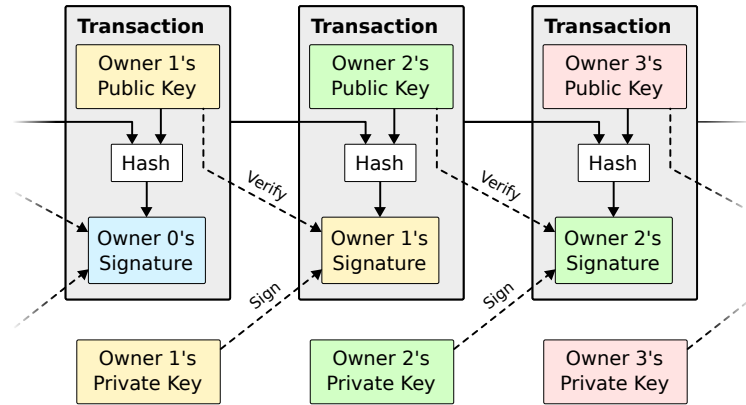 Transaction
Transaction
Transaction
Owner 1's
Public Key
Owner 2's
Public Key
Owner 3's
Public Key
Hash
Hash
Hash
Verify
Verify
Owner 0's
Signature
Owner 1's
Signature
Owner 2's
Signature
Sign
Sign
Owner 1's
Private Key
Owner 2's
Private Key
Owner 3's
Private Key